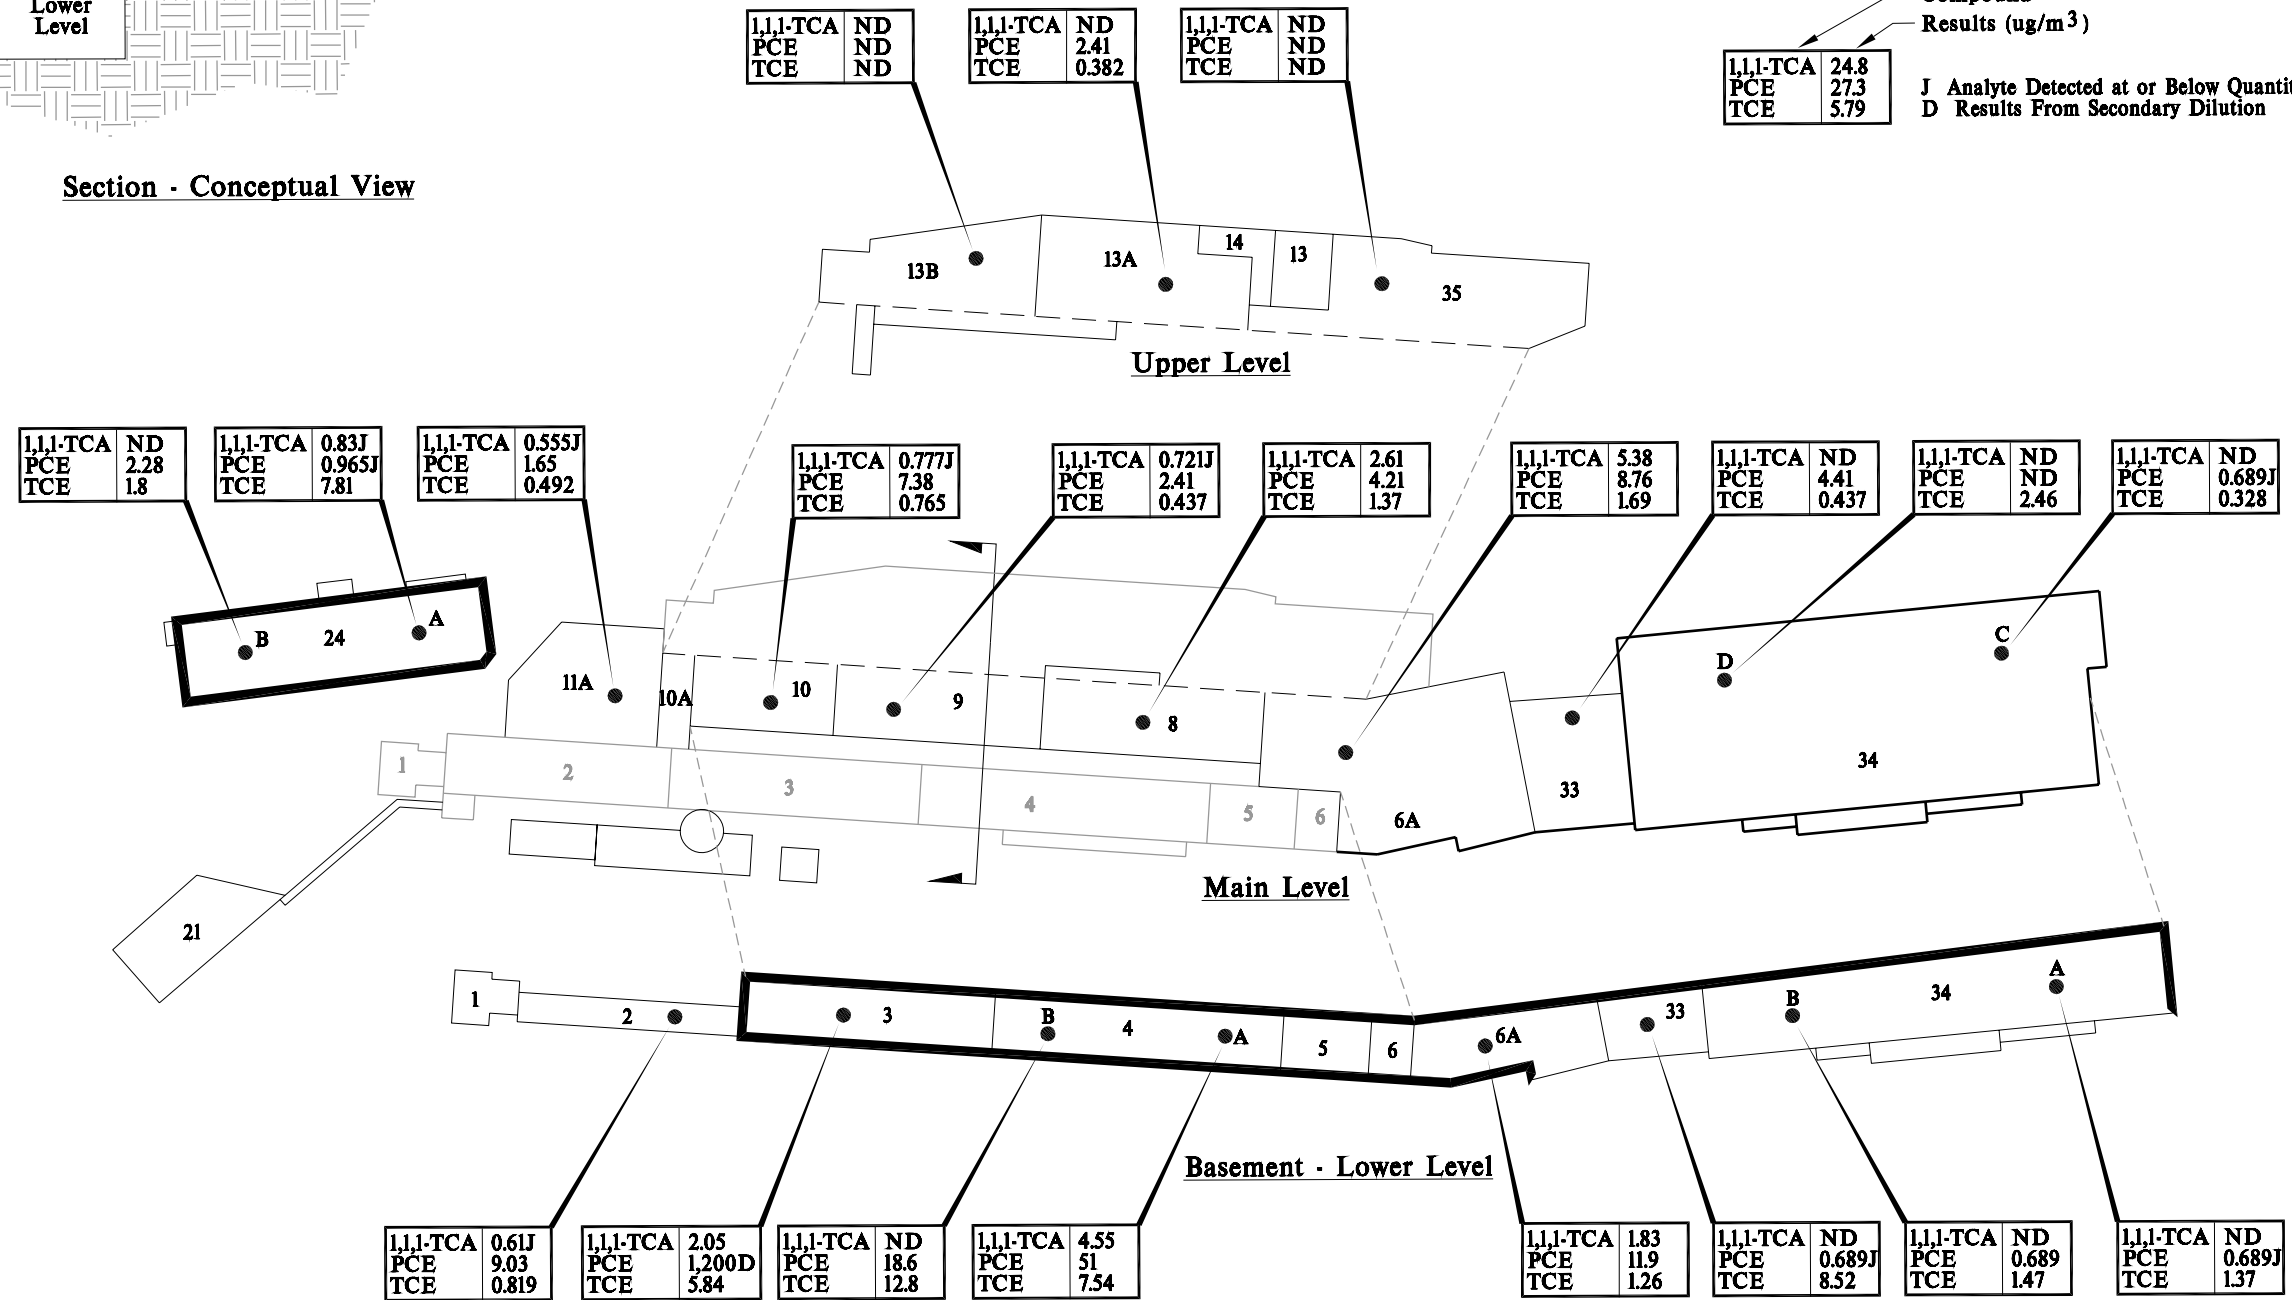 Lower
Level
Section - Conceptual View
Results (ug/m³)
1,1,1-TCA 24.8
PCE 27.3
TCE 5.79
J Analyte Detected at or Below
D Results From Secondary Dilution
1,1,1-TCA ND
PCE ND
TCE ND
1,1,1-TCA ND
PCE 2.41
TCE 0.382
1,1,1-TCA ND
PCE ND
TCE ND
13B
13A
14
13
35
Upper Level
1,1,1-TCA ND
PCE 2.28
TCE 1.8
1,1,1-TCA 0.83J
PCE 0.965J
TCE 7.81
1,1,1-TCA 0.555J
PCE 1.65
TCE 0.492
1,1,1-TCA 0.777J
PCE 7.38
TCE 0.765
1,1,1-TCA 0.721J
PCE 2.41
TCE 0.437
1,1,1-TCA 2.61
PCE 4.21
TCE 1.37
1,1,1-TCA 5.38
PCE 8.76
TCE 1.69
1,1,1-TCA ND
PCE 4.41
TCE 0.437
1,1,1-TCA ND
PCE ND
TCE 2.46
1,1,1-TCA ND
PCE 0.689J
TCE 0.328
B
24
A
11A
10A
10
9
8
D
C
34
33
6A
1
2
3
4
5
6
Main Level
21
1
2
3
B
4
A
5
6
6A
33
B
34
A
Basement - Lower Level
1,1,1-TCA 0.61J
PCE 9.03
TCE 0.819
1,1,1-TCA 2.05
PCE 1,200D
TCE 5.84
1,1,1-TCA ND
PCE 18.6
TCE 12.8
1,1,1-TCA 4.55
PCE 51
TCE 7.54
1,1,1-TCA 1.83
PCE 11.9
TCE 1.26
1,1,1-TCA ND
PCE 0.689J
TCE 8.52
1,1,1-TCA ND
PCE 0.689
TCE 1.47
1,1,1-TCA ND
PCE 0.689J
TCE 1.37